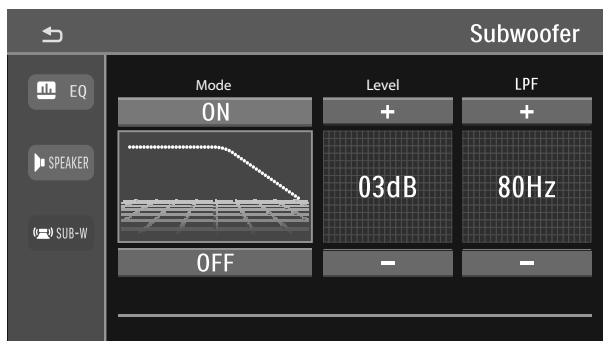 Subwoofer
EQ
SPEAKER
SUB-W
Mode
ON
OFF
Level
+
03dB
−
LPF
+
80Hz
−